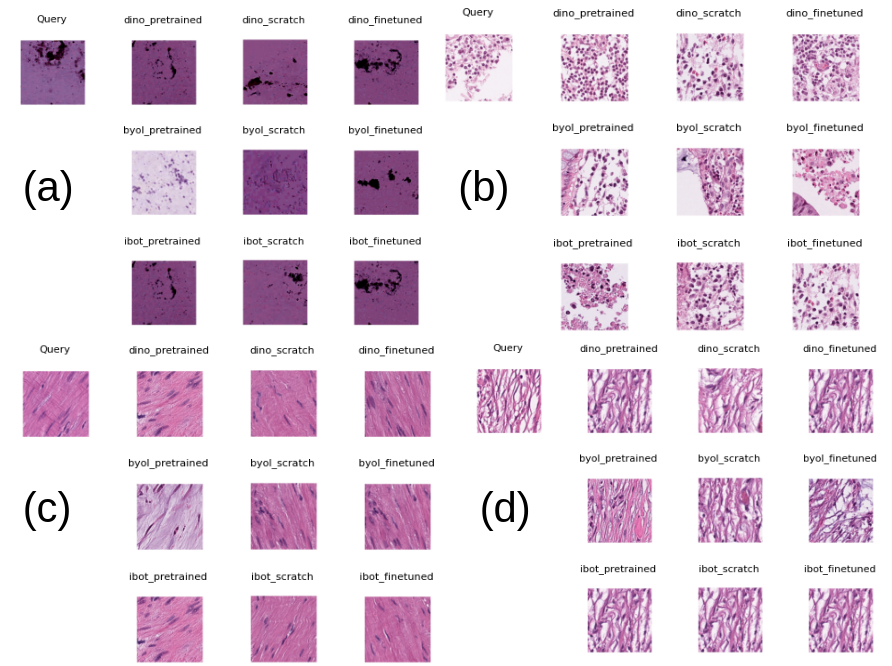 Query dino_pretrained dino_scratch dino_finetuned
byol_pretrained byol_scratch byol_finetuned
(a)
ibot_pretrained ibot_scratch ibot_finetuned
Query dino_pretrained dino_scratch dino_finetuned
byol_pretrained byol_scratch byol_finetuned
(b)
ibot_pretrained ibot_scratch ibot_finetuned
Query dino_pretrained dino_scratch dino_finetuned
byol_pretrained byol_scratch byol_finetuned
(c)
ibot_pretrained ibot_scratch ibot_finetuned
Query dino_pretrained dino_scratch dino_finetuned
byol_pretrained byol_scratch byol_finetuned
(d)
ibot_pretrained ibot_scratch ibot_finetuned